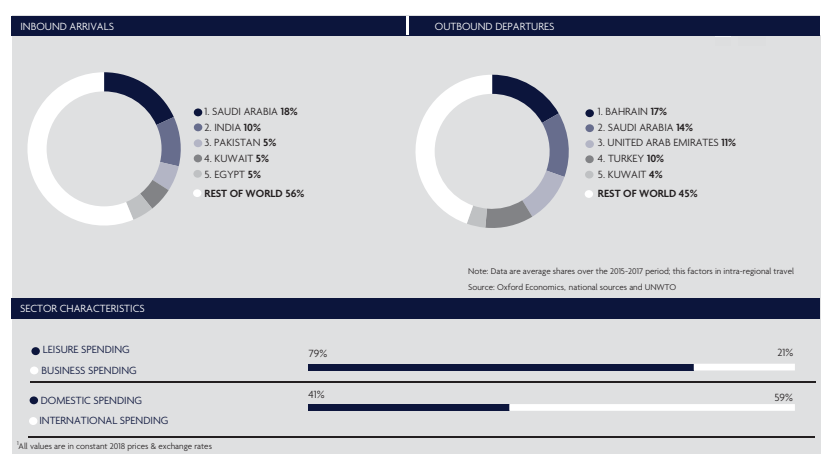 INBOUND ARRIVALS
OUTBOUND DEPARTURES
1. SAUDI ARABIA 18%
2. INDIA 10%
3. PAKISTAN 5%
4. KUWAIT 5%
5. EGYPT 5%
REST OF WORLD 56%
1. BAHRAIN 17%
2. SAUDI ARABIA 14%
3. UNITED ARAB EMIRATES 11%
4. TURKEY 10%
5. KUWAIT 4%
REST OF WORLD 45%
Note: Data are average shares over the 2015-2017 period; this factors in intra-regional travel
Source: Oxford Economics, national sources and UNWTO
SECTOR CHARACTERISTICS
LEISURE SPENDING
BUSINESS SPENDING
79%
21%
DOMESTIC SPENDING
INTERNATIONAL SPENDING
41%
59%
¹All values are in constant 2018 prices & exchange rates